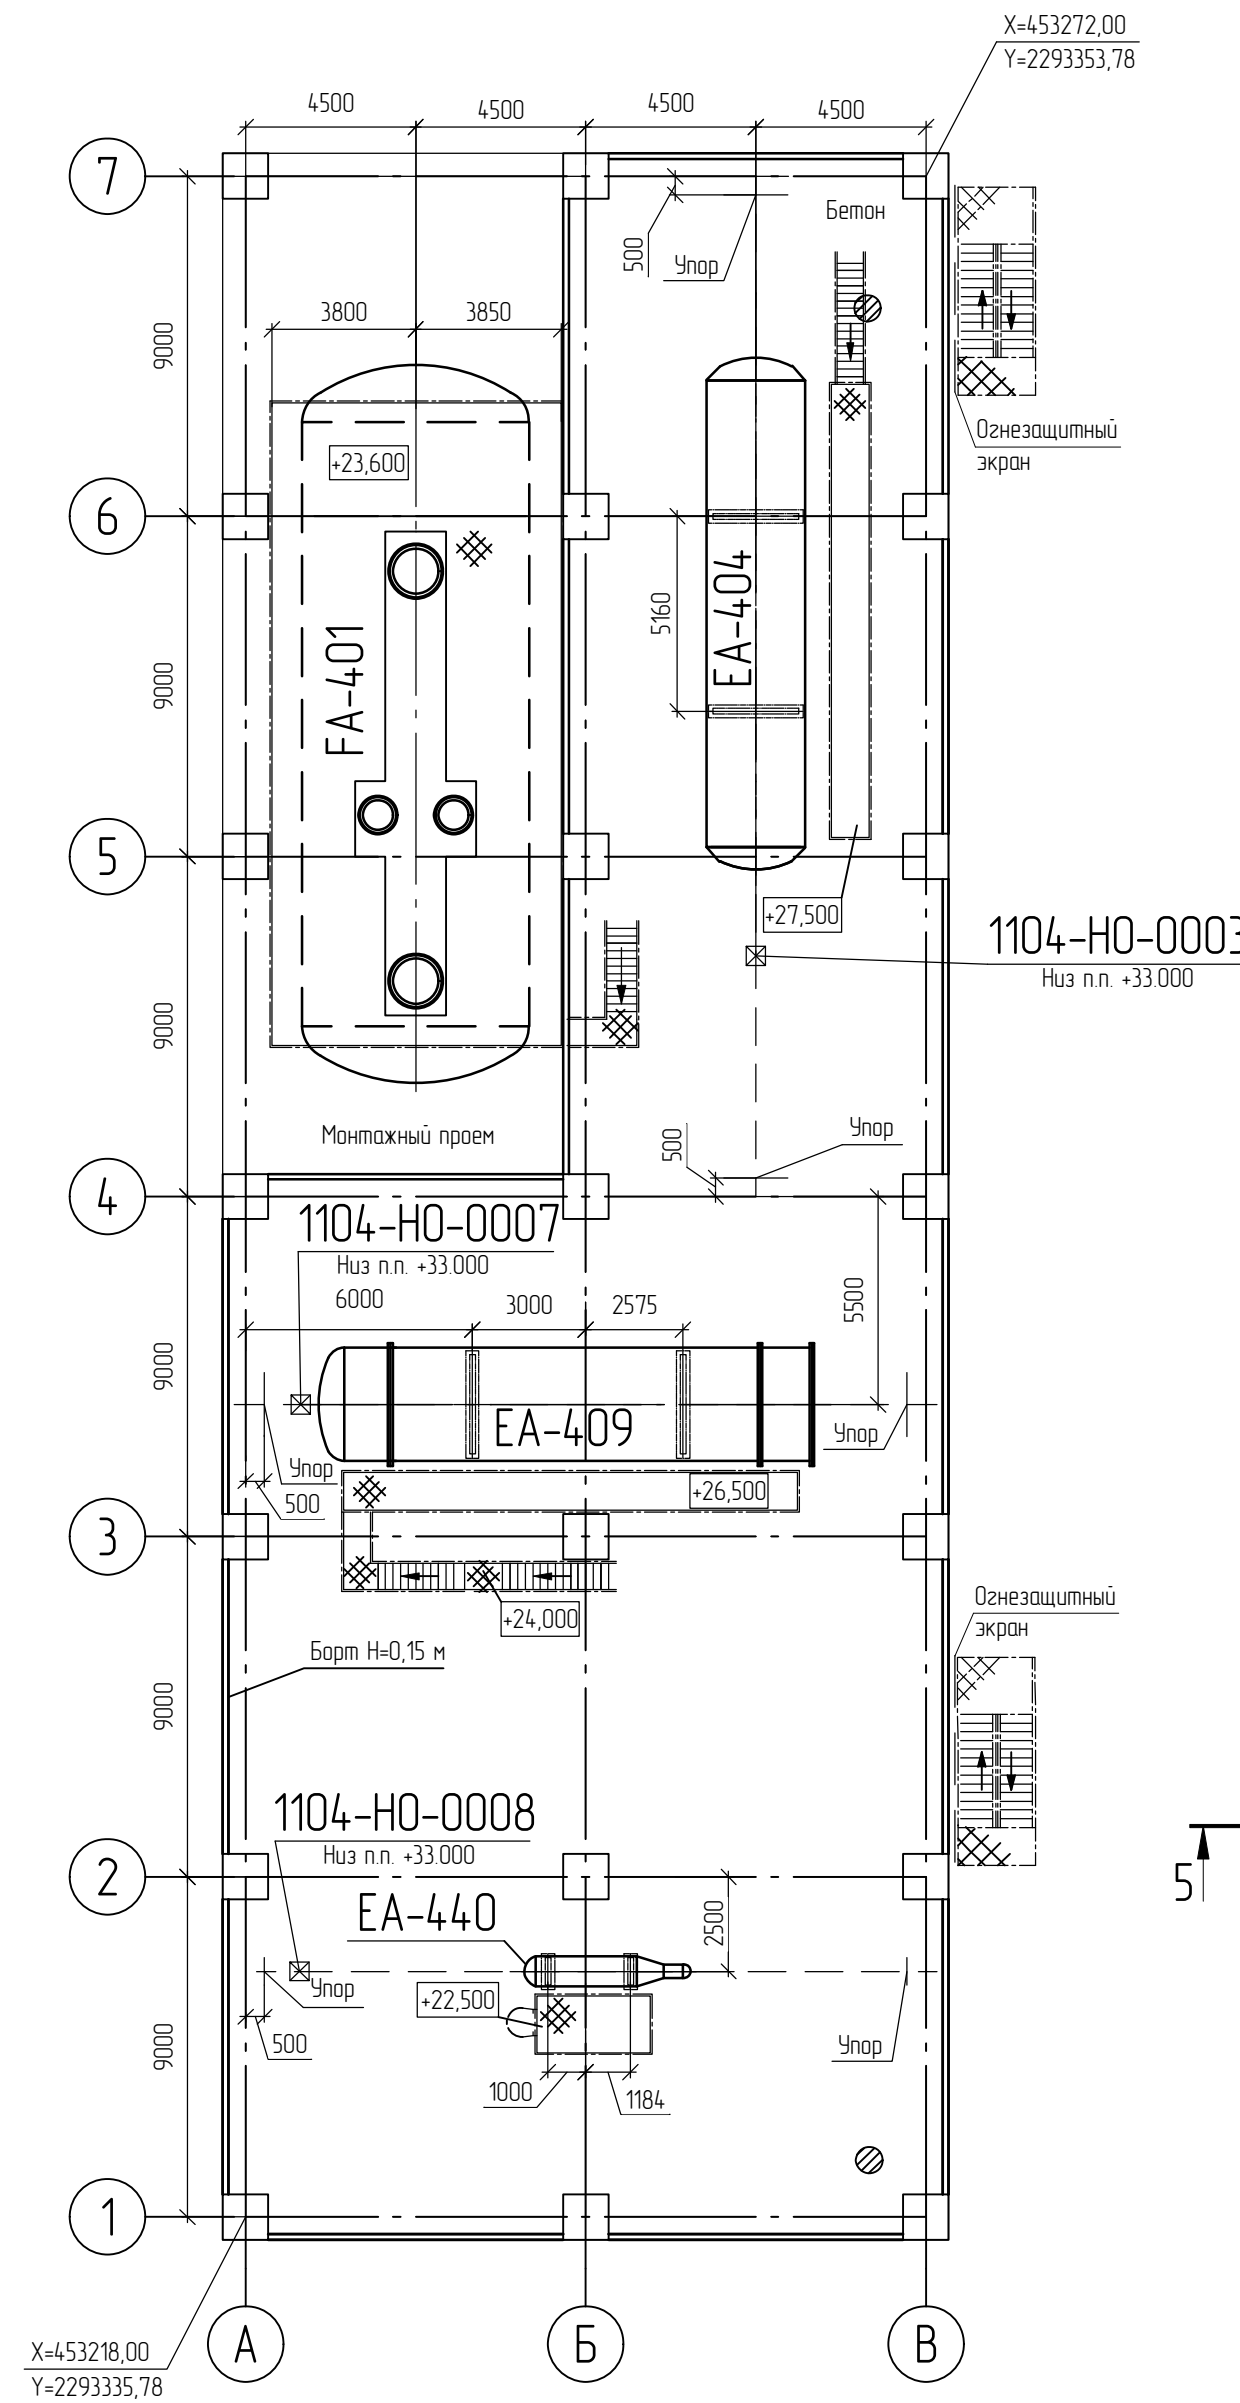 X=453272,00
Y=2293353,78
4500
4500
4500
4500
7
500
Упор
Бетон
9000
3800
3850
Огнезащитный
экран
+23,600
6
FA-401
EA-404
5160
9000
5
+27,500
1104-HO-0003
Низ п.п. +33.000
9000
Монтажный проем
500
Упор
4
1104-HO-0007
Низ п.п. +33.000
6000
3000
2575
5500
9000
EA-409
Упор
Упор
500
+26,500
3
+24,000
Огнезащитный
экран
Борт H=0,15 м
9000
1104-HO-0008
Низ п.п. +33.000
2
5
EA-440
2500
Упор
+22,500
500
Упор
9000
1000
1184
1
А
Б
В
X=453218,00
Y=2293335,78